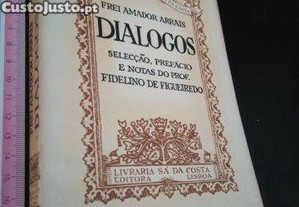 CustoJusto.pt
Portugal
FREI AMADOR ARRAIS
DIALOGOS
SELECÇÃO, PREFÁCIO
E NOTAS DO PROF.
FIDELINO DE FIGUEIREDO
LIVRARIA SÁ DA COSTA
EDITORA LISBOA